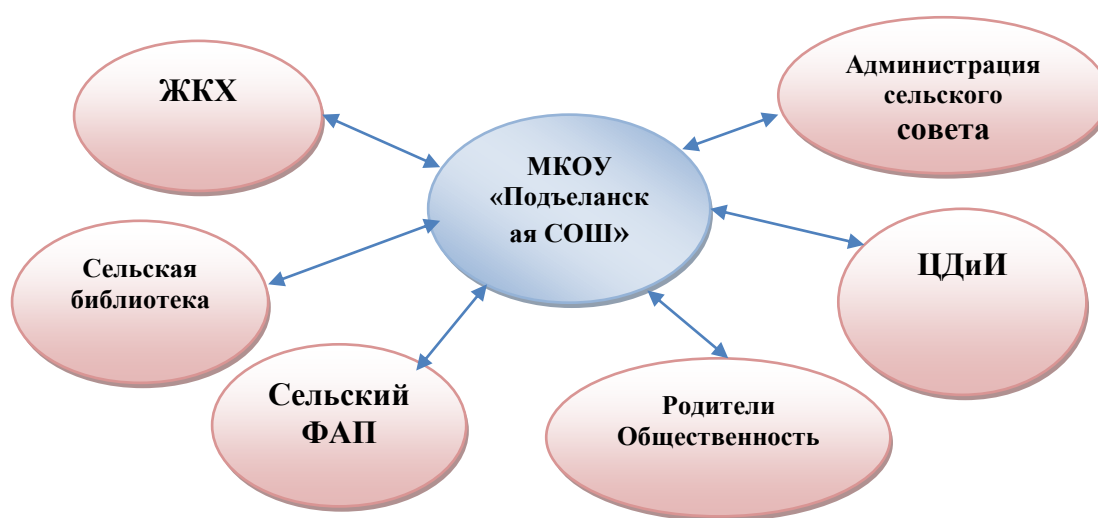 ЖКХ
Администрация
сельского
совета
МКОУ
«Подъеланск
ая СОШ»
Сельская
библиотека
ЦДиИ
Сельский
ФАП
Родители
Общественность